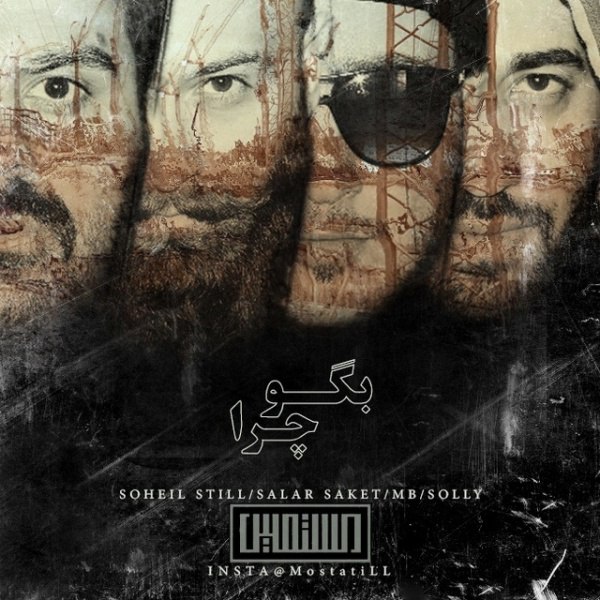 بگو
چرا
SOHEIL STILL/SALAR SAKET/MB/SOLLY
INSTA@MostatiLL